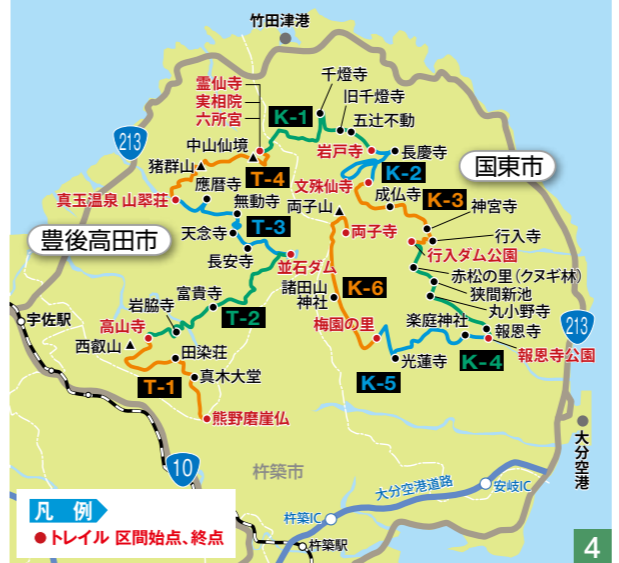 竹田津港
千燈寺
旧千燈寺
五辻不動
霊仙寺
実相院
六所宮
K-1
213
中山仙境
猪群山
T-4
岩戸寺
長慶寺
K-2
国東市
應暦寺
文殊仙寺
成仏寺
K-3
真玉温泉 山翠荘
無動寺
両子山
神宮寺
T-3
両子寺
行入寺
豊後高田市
天念寺
行入ダム公園
長安寺
並石ダム
赤松の里(クヌギ林)
諸田山
神社
K-6
狭間新池
富貴寺
丸小野寺
岩脇寺
T-2
宇佐駅
高山寺
梅園の里
楽庭神社
報恩寺
213
西叡山
田染荘
K-4
報恩寺公園
T-1
真木大堂
光蓮寺
K-5
熊野磨崖仏
大分空港
10
杵築市
大分空港道路
安岐IC
凡 例
杵築IC
トレイル 区間始点、終点
杵築駅
4